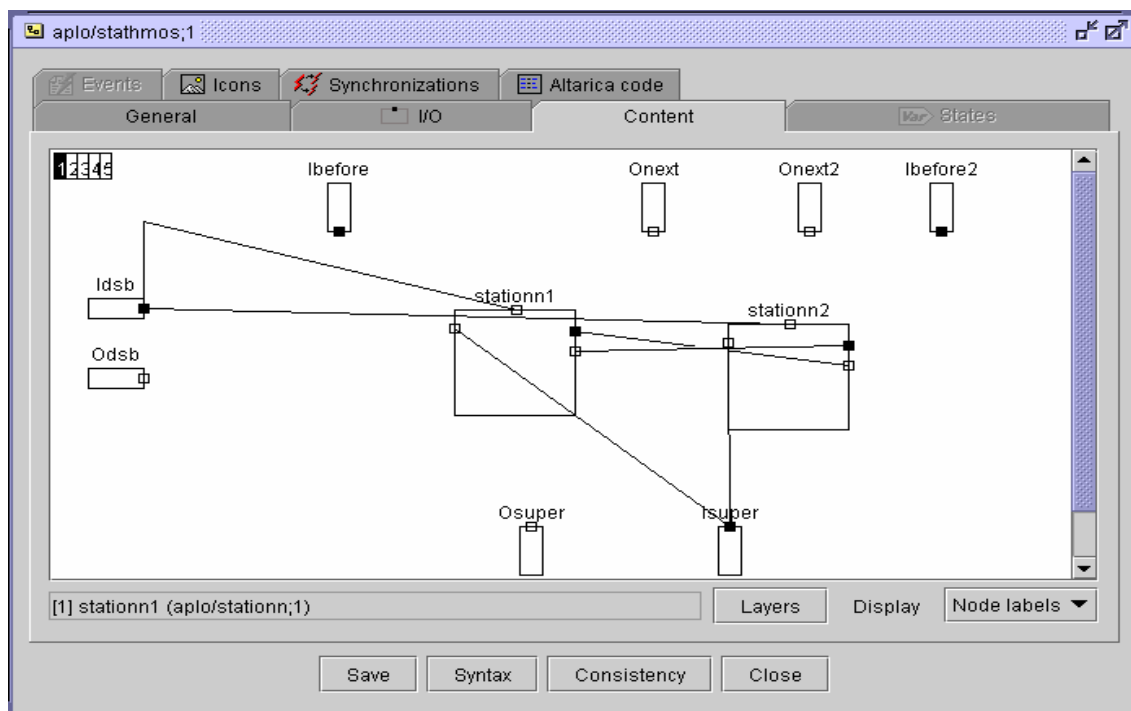 aplo/stathmos;1
Events Icons Synchronizations Altarica code
General I/O Content Var States
12345
Ibefore Onext Onext2 Ibefore2
Idsb
stationn1
stationn2
Odsb
Osuper Isuper
[1] stationn1 (aplo/stationn;1) Layers Display Node labels
Save Syntax Consistency Close